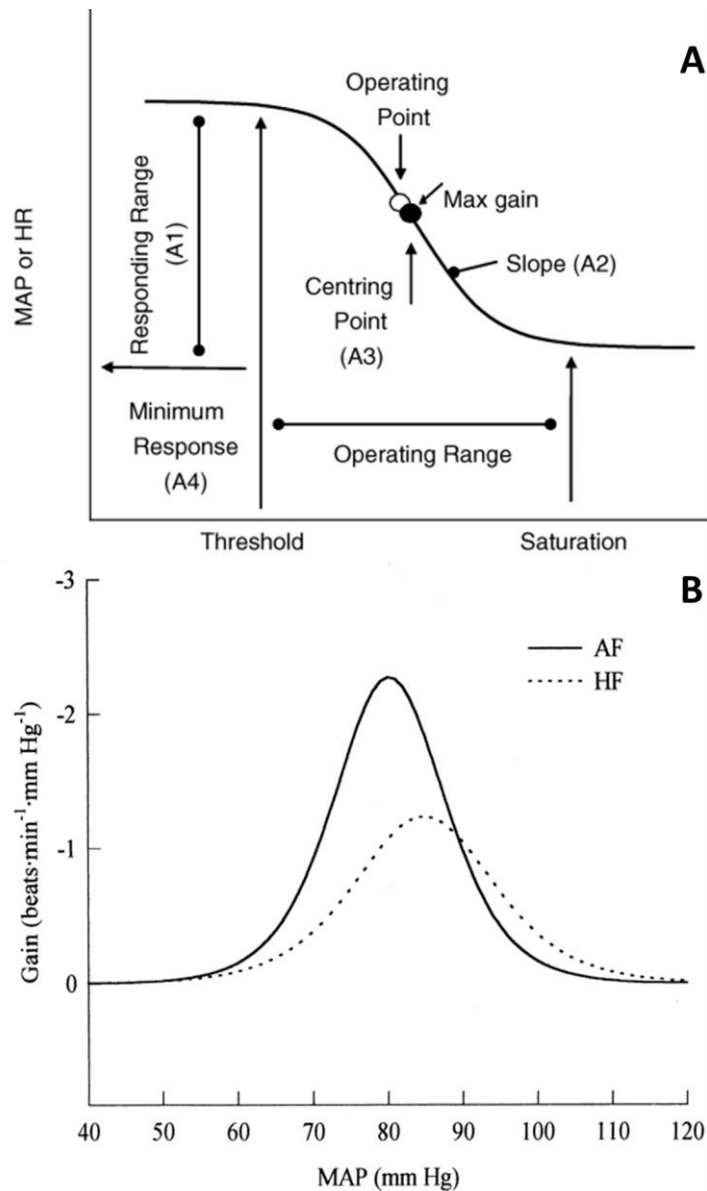 A
Operating
Point
Max gain
MAP or HR
Responding Range
(A1)
Slope (A2)
Centring
Point
(A3)
Minimum
Response
(A4)
Operating Range
Threshold
Saturation
B
-3
AF
HF
-2
Gain (beats·min⁻¹·mm Hg⁻¹)
-1
0
40 50 60 70 80 90 100 110 120
MAP (mm Hg)